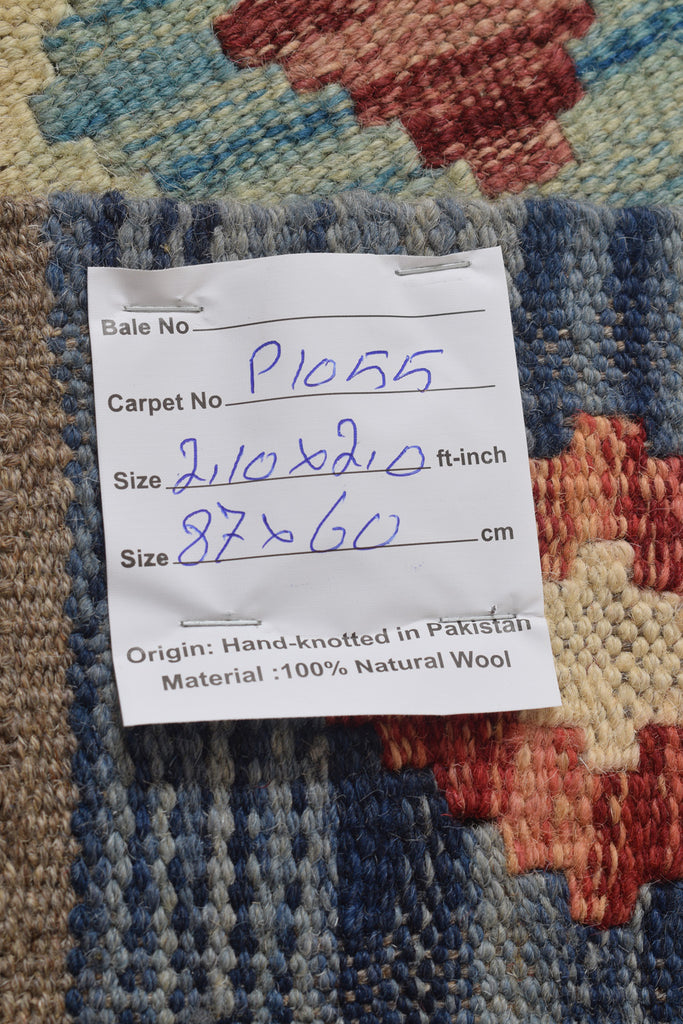 Bale No
Carpet No P1055
Size 2,10x2,0 ft-inch
Size 87x60 cm
Origin: Hand-knotted in Pakistan
Material :100% Natural Wool